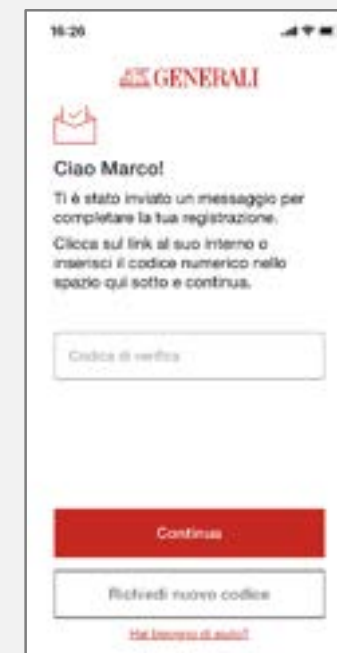 16:26
GENERALI
Ciao Marco!
Ti è stato inviato un messaggio per
completare la tua registrazione.
Clicca sul link al suo interno o
inserisci il codice numerico nello
spazio qui sotto e continua.
Codice di verifica
Continua
Richiedi nuovo codice
Hai bisogno di aiuto?